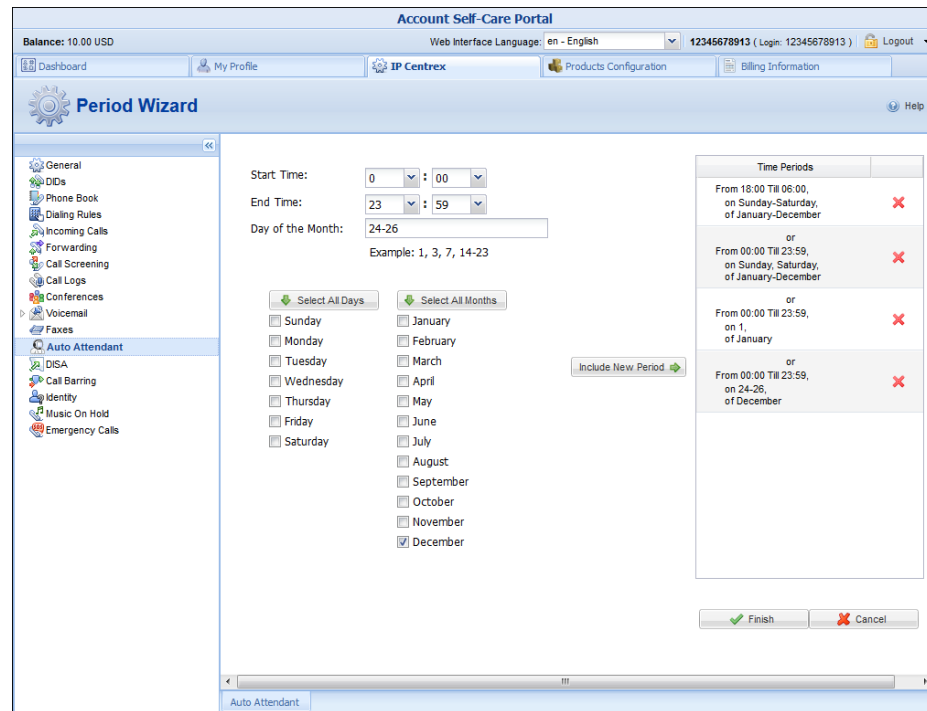 Account Self-Care Portal
Balance: 10.00 USD
Web Interface Language: en - English
12345678913 ( Login: 12345678913 )
Logout
Dashboard
My Profile
IP Centrex
Products Configuration
Billing Information
Period Wizard
Help
General
DIDs
Phone Book
Dialing Rules
Incoming Calls
Forwarding
Call Screening
Call Logs
Conferences
Voicemail
Faxes
Auto Attendant
DISA
Call Barring
Identity
Music On Hold
Emergency Calls
Start Time: 0 : 00
End Time: 23 : 59
Day of the Month: 24-26
Example: 1, 3, 7, 14-23
Select All Days
Sunday
Monday
Tuesday
Wednesday
Thursday
Friday
Saturday
Select All Months
January
February
March
April
May
June
July
August
September
October
November
December
Include New Period
Time Periods
From 18:00 Till 06:00,
on Sunday-Saturday,
of January-December
or
From 00:00 Till 23:59,
on Sunday, Saturday,
of January-December
or
From 00:00 Till 23:59,
on 1,
of January
or
From 00:00 Till 23:59,
on 24-26,
of December
Finish
Cancel
Auto Attendant